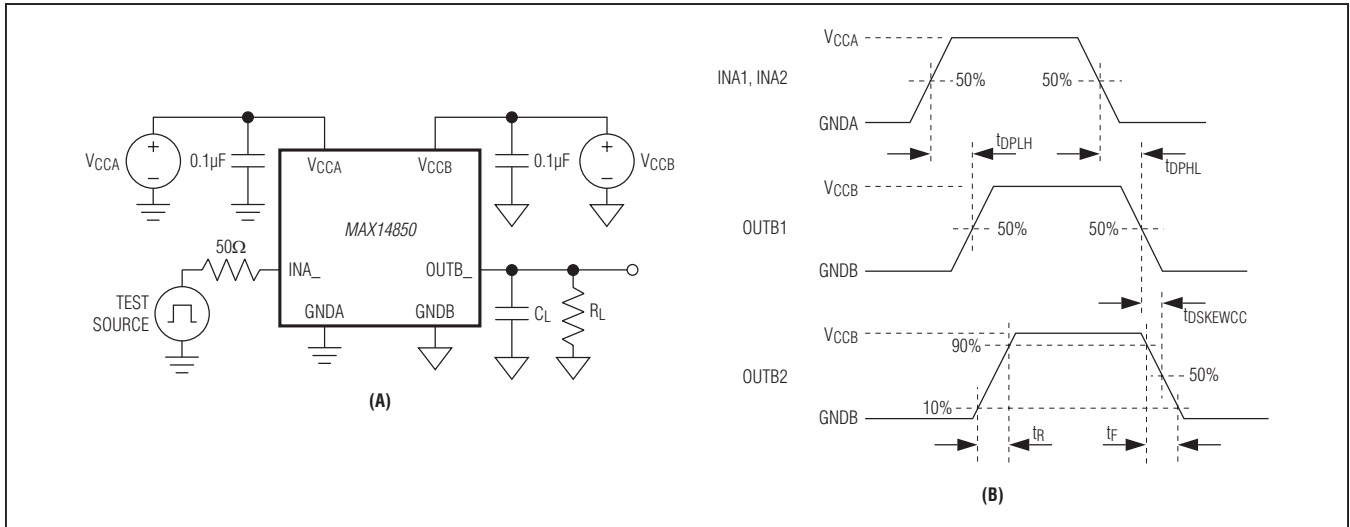 VCCA
0.1µF
VCCA
VCCB
0.1µF
VCCB
MAX14850
50Ω
INA_
OUTB_
TEST
SOURCE
GNDA
GNDB
CL
RL
(A)
VCCA
INA1, INA2
50%
50%
GNDA
tDPLH
tDPHL
VCCB
OUTB1
50%
50%
GNDB
tDSKEWCC
VCCB
90%
OUTB2
50%
10%
GNDB
tR
tF
(B)